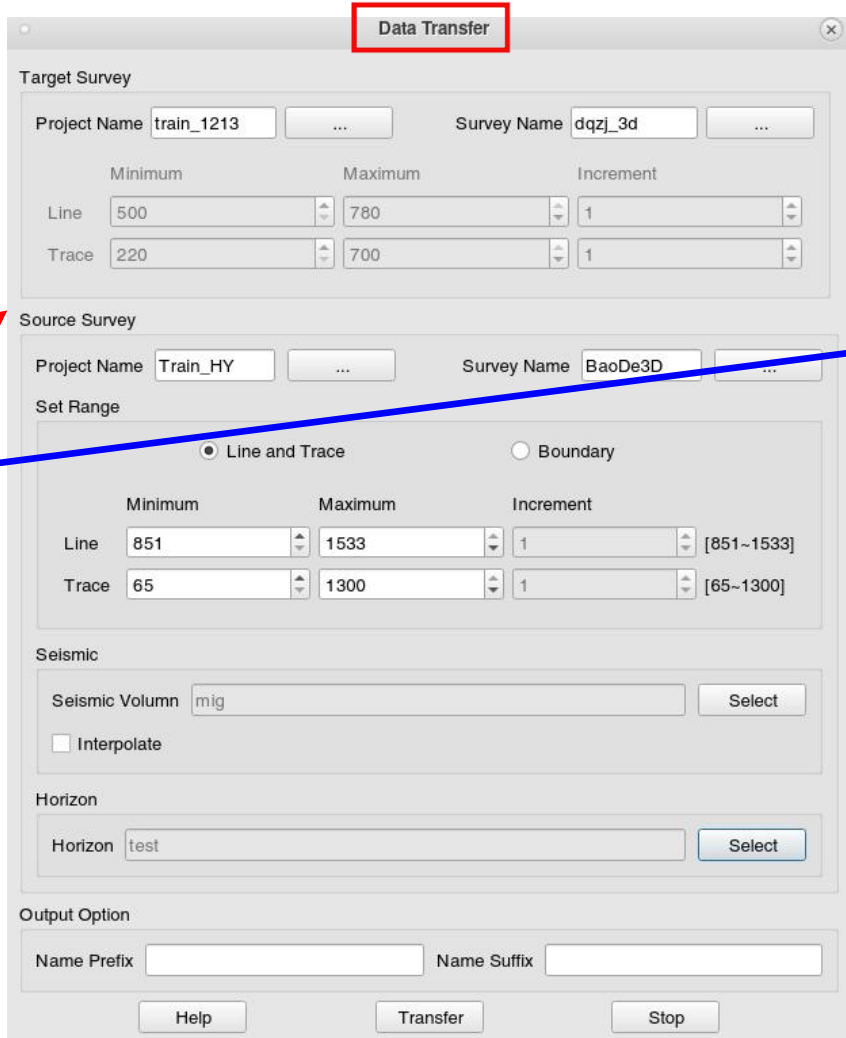 Data Transfer
Target Survey
Project Name train_1213 ... Survey Name dqzj_3d ...
Minimum Maximum Increment
Line 500 780 1
Trace 220 700 1
Source Survey
Project Name Train_HY ... Survey Name BaoDe3D ...
Set Range
Line and Trace Boundary
Minimum Maximum Increment
Line 851 1533 1 [851~1533]
Trace 65 1300 1 [65~1300]
Seismic
Seismic Volumn mig Select
Interpolate
Horizon
Horizon test Select
Output Option
Name Prefix Name Suffix
Help Transfer Stop